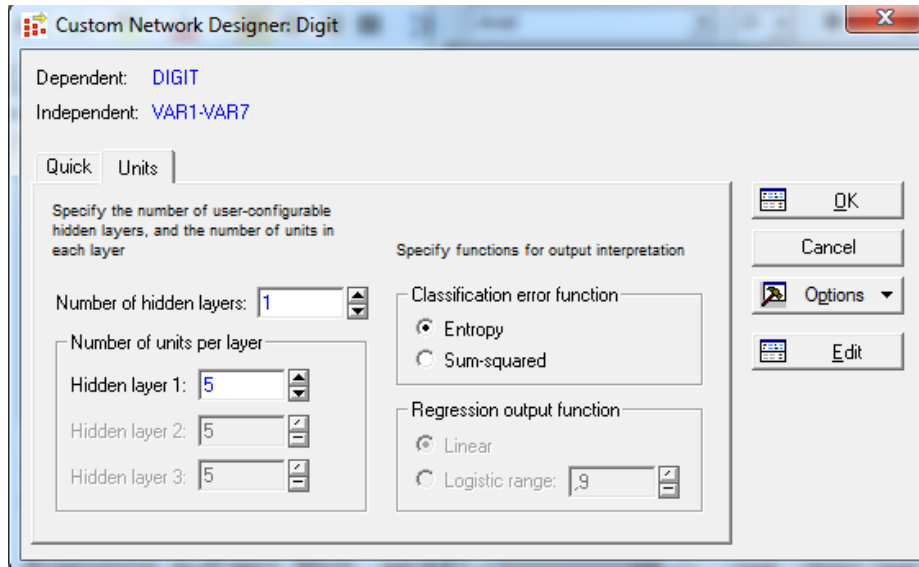 Custom Network Designer: Digit
Dependent: DIGIT
Independent: VAR1-VAR7
Quick Units
Specify the number of user-configurable
hidden layers, and the number of units in
each layer
Number of hidden layers: 1
Number of units per layer
Hidden layer 1: 5
Hidden layer 2: 5
Hidden layer 3: 5
Specify functions for output interpretation
Classification error function
Entropy
Sum-squared
Regression output function
Linear
Logistic range: ,9
OK
Cancel
Options
Edit